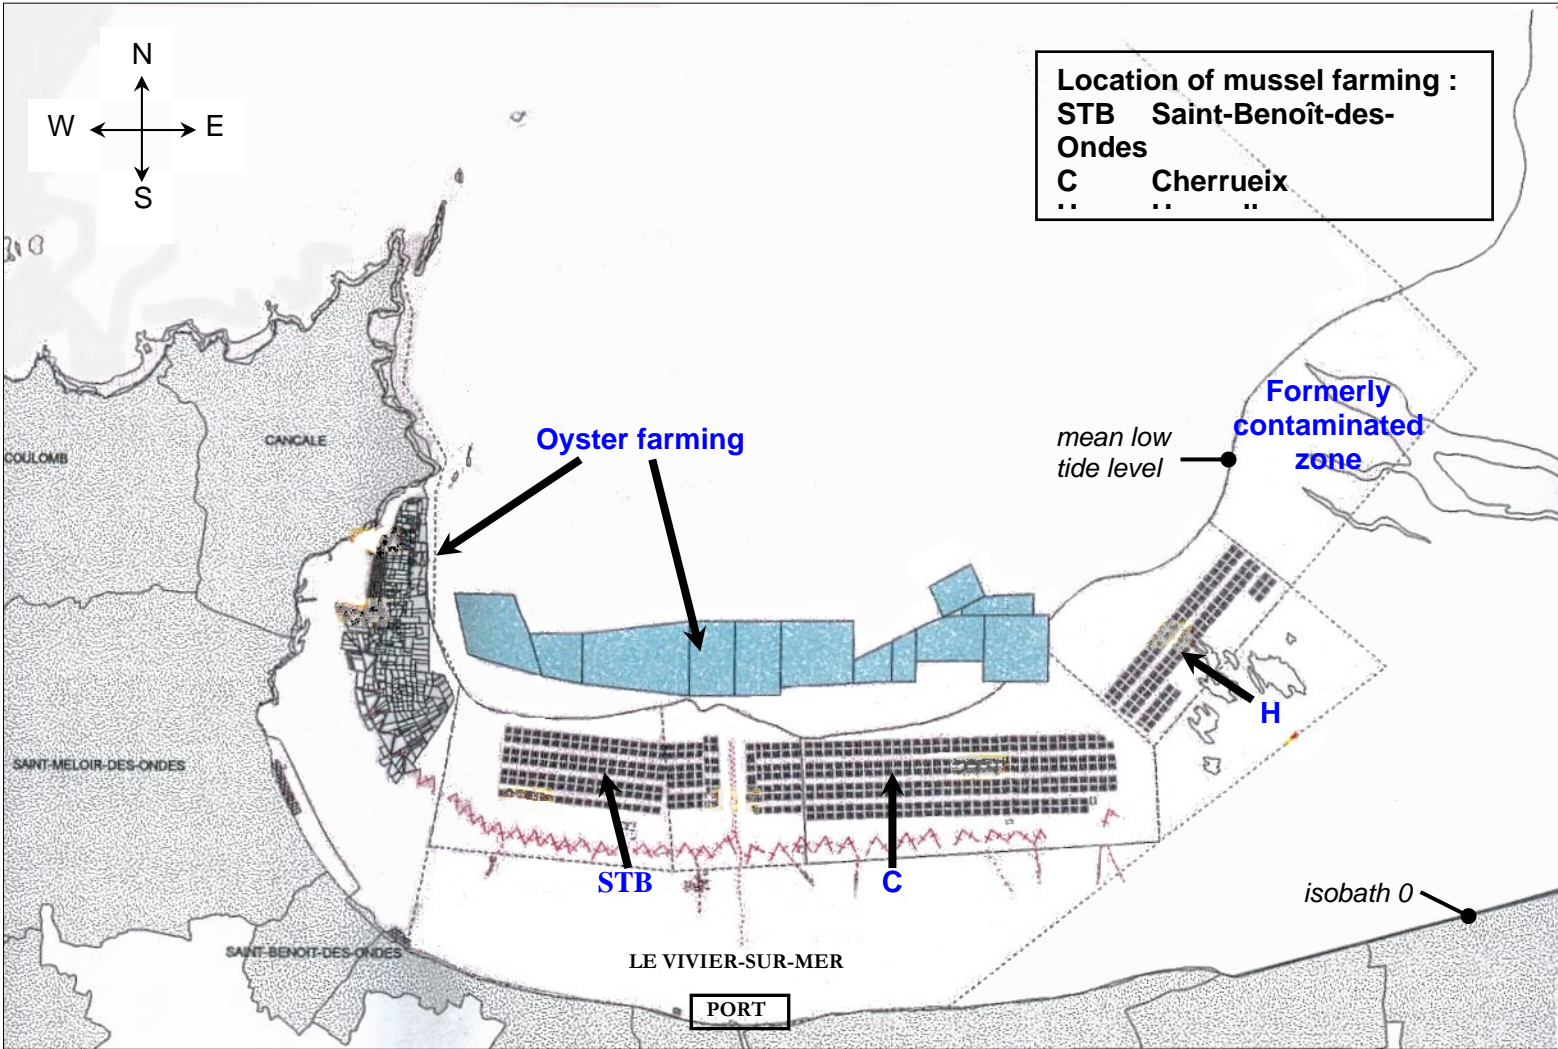 N
W E
S
Location of mussel farming :
STB Saint-Benoît-des-
Ondes
C Cherrueix
Formerly
contaminated
zone
mean low
tide level
Oyster farming
CANCALE
COULOMB
H
SAINT-MELOIR-DES-ONDES
STB
C
isobath 0
SAINT-BENOIT-DES-ONDES
LE VIVIER-SUR-MER
PORT